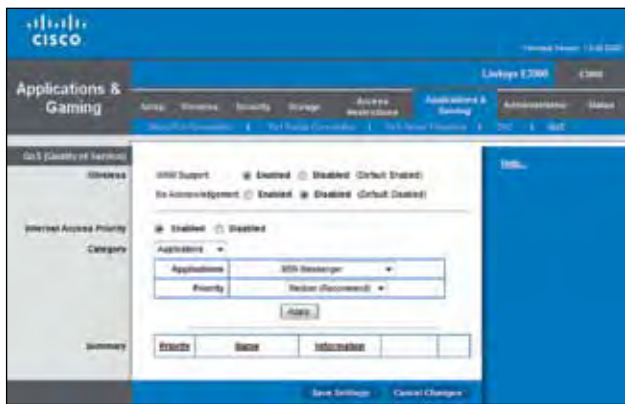 CISCO
Linksys E3000
E3000
Applications & Gaming
Setup Wireless Security Storage Access Restrictions Applications & Gaming Administration Status
QoS
QoS (Quality of Service)
Wireless
WMM Support Enabled Disabled (Default: Enabled)
No Acknowledgement Enabled Disabled (Default: Disabled)
Internet Access Priority
Enabled Disabled
Category
Applications
Applications MSN Messenger
Priority Medium (Recommend)
Apply
Summary
Priority Name Information
Help...
Save Settings Cancel Changes